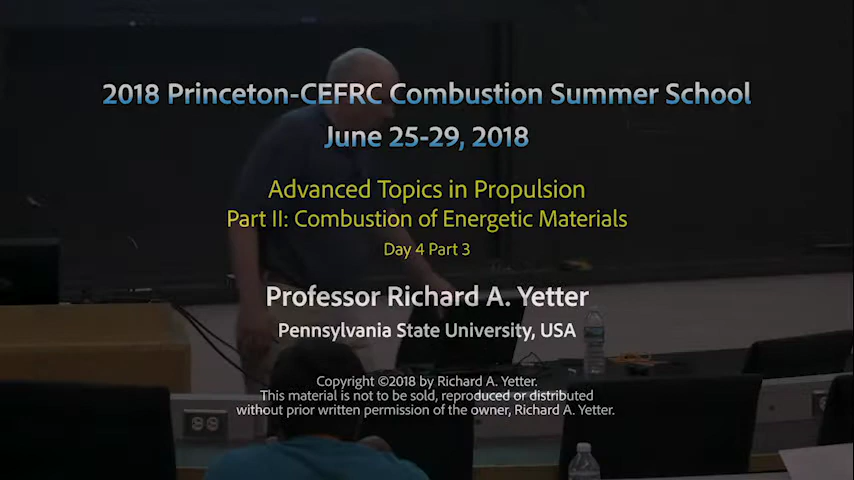 2018 Princeton-CEFRC Combustion Summer School
June 25-29, 2018
Advanced Topics in Propulsion
Part II: Combustion of Energetic Materials
Day 4 Part 3
Professor Richard A. Yetter
Pennsylvania State University, USA
Copyright ©2018 by Richard A. Yetter.
This material is not to be sold, reproduced or distributed
without prior written permission of the owner, Richard A. Yetter.